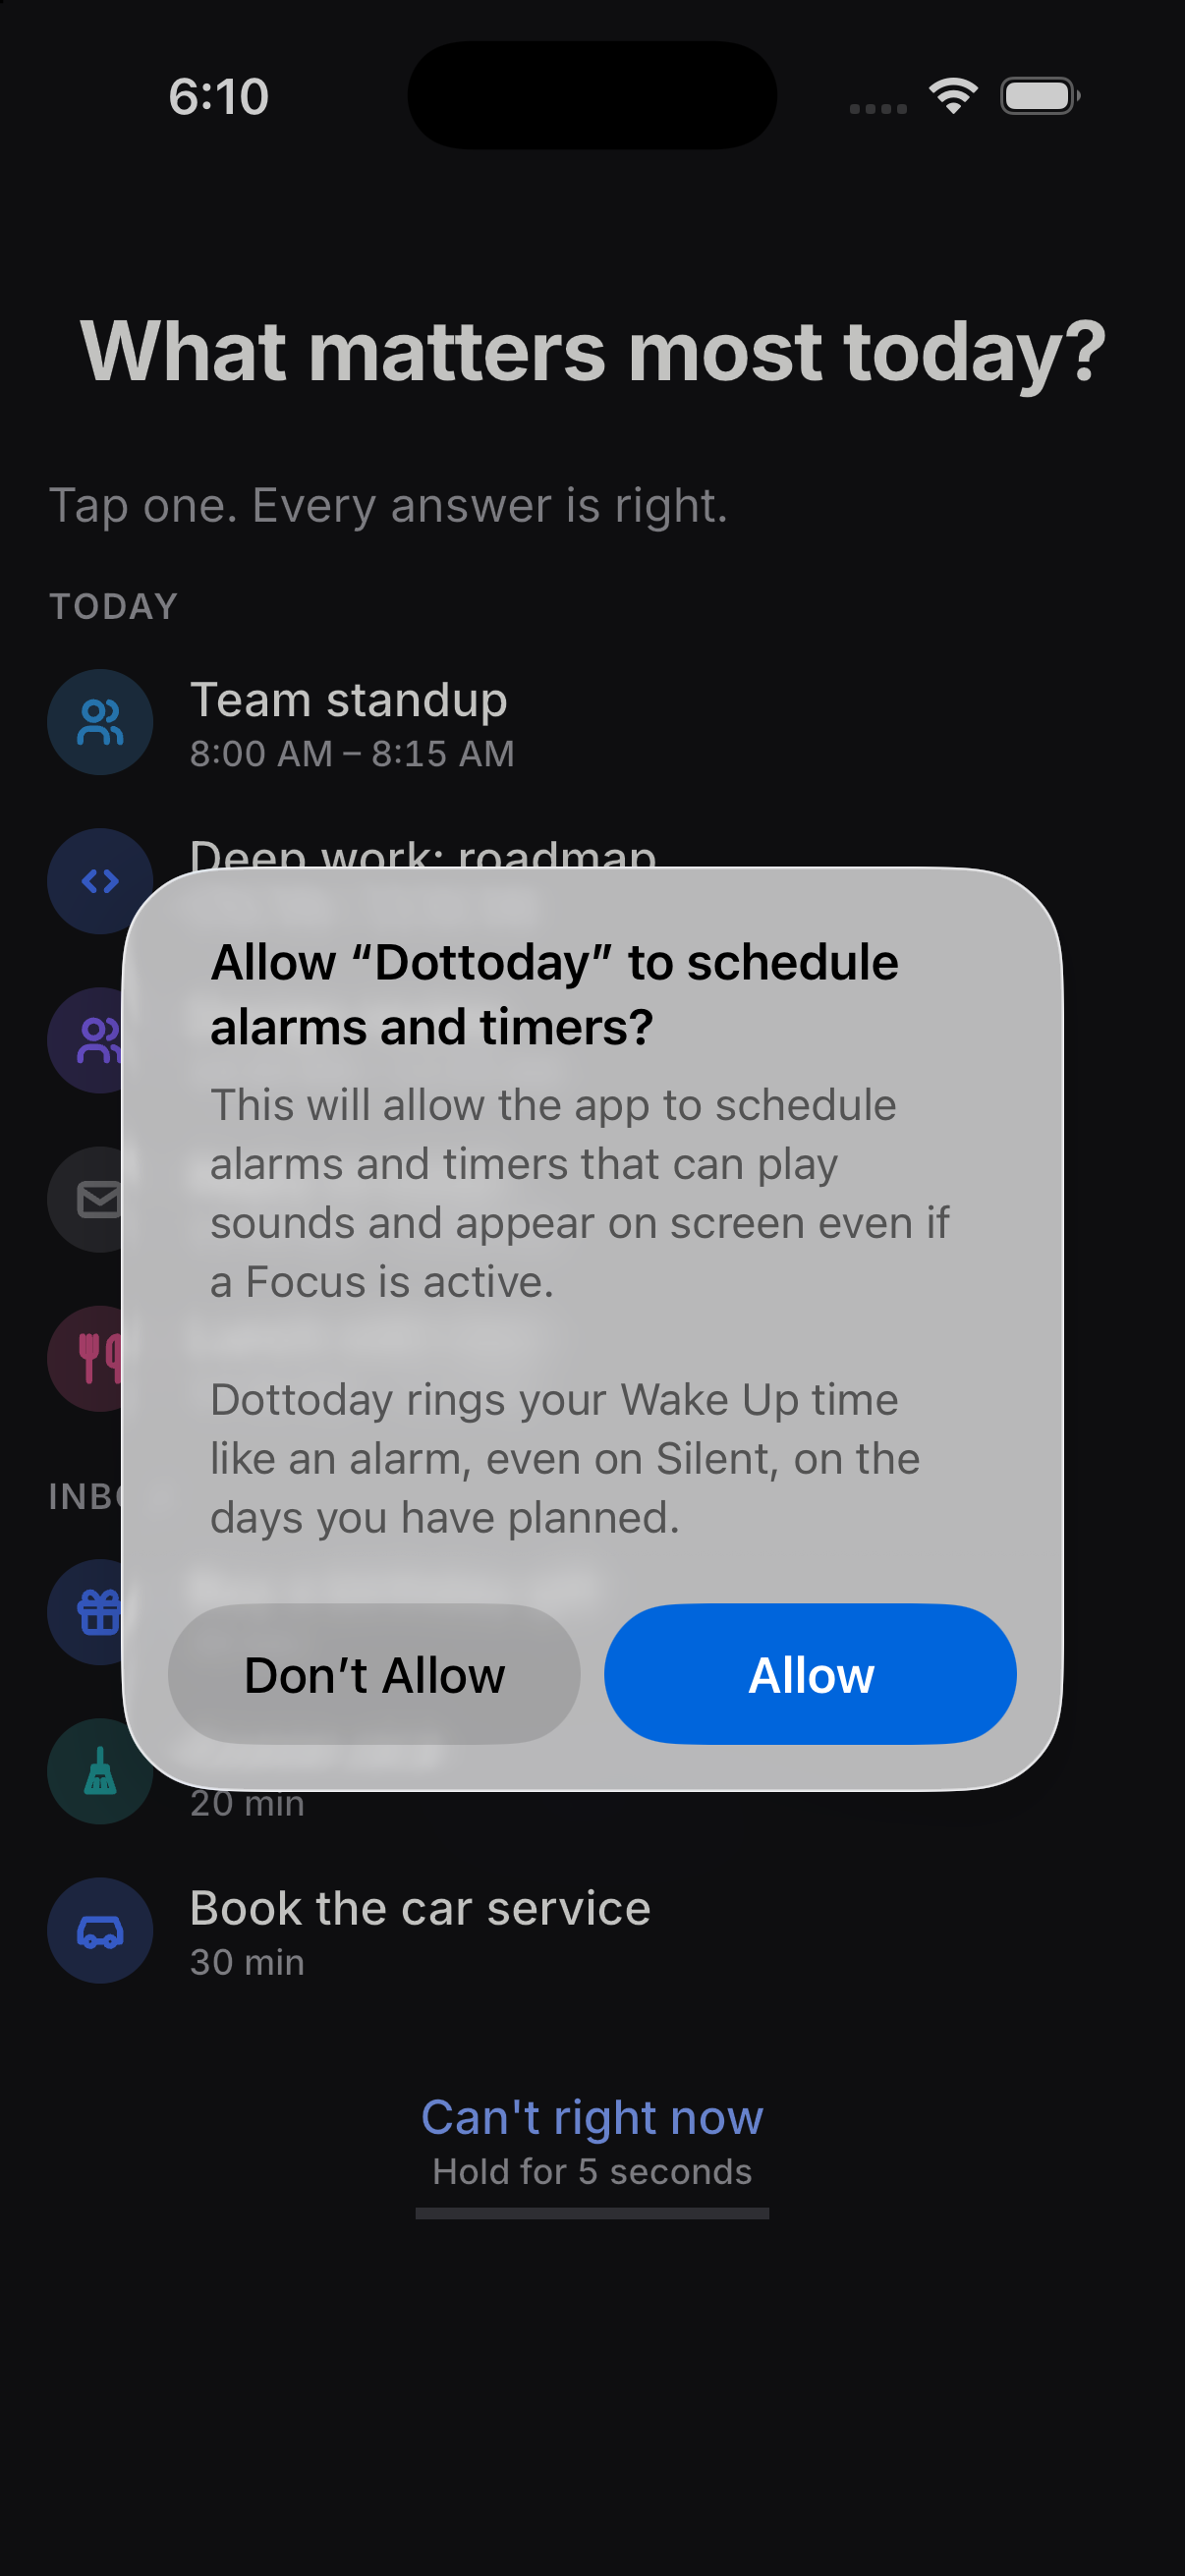 6:10
What matters most today?
Tap one. Every answer is right.
TODAY
Team standup
8:00 AM – 8:15 AM
Deep work: roadmap
Allow “Dottoday” to schedule
alarms and timers?
This will allow the app to schedule
alarms and timers that can play
sounds and appear on screen even if
a Focus is active.
Dottoday rings your Wake Up time
like an alarm, even on Silent, on the
days you have planned.
Don’t Allow
Allow
20 min
Book the car service
30 min
Can't right now
Hold for 5 seconds